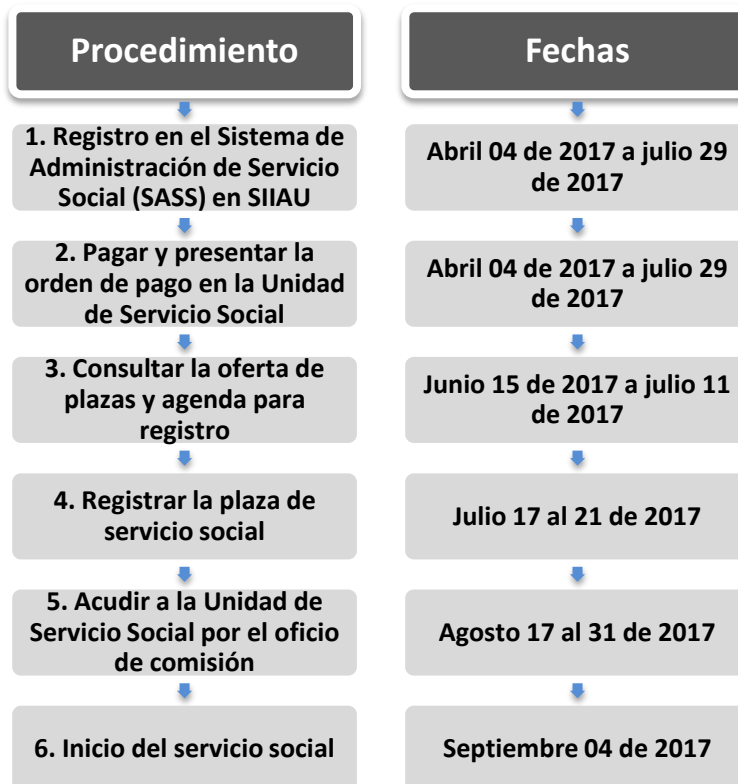 Procedimiento
Fechas
1. Registro en el Sistema de
Administración de Servicio
Social (SASS) en SIIAU
Abril 04 de 2017 a julio 29
de 2017
2. Pagar y presentar la
orden de pago en la Unidad
de Servicio Social
Abril 04 de 2017 a julio 29
de 2017
3. Consultar la oferta de
plazas y agenda para
registro
Junio 15 de 2017 a julio 11
de 2017
4. Registrar la plaza de
servicio social
Julio 17 al 21 de 2017
5. Acudir a la Unidad de
Servicio Social por el oficio
de comisión
Agosto 17 al 31 de 2017
6. Inicio del servicio social
Septiembre 04 de 2017